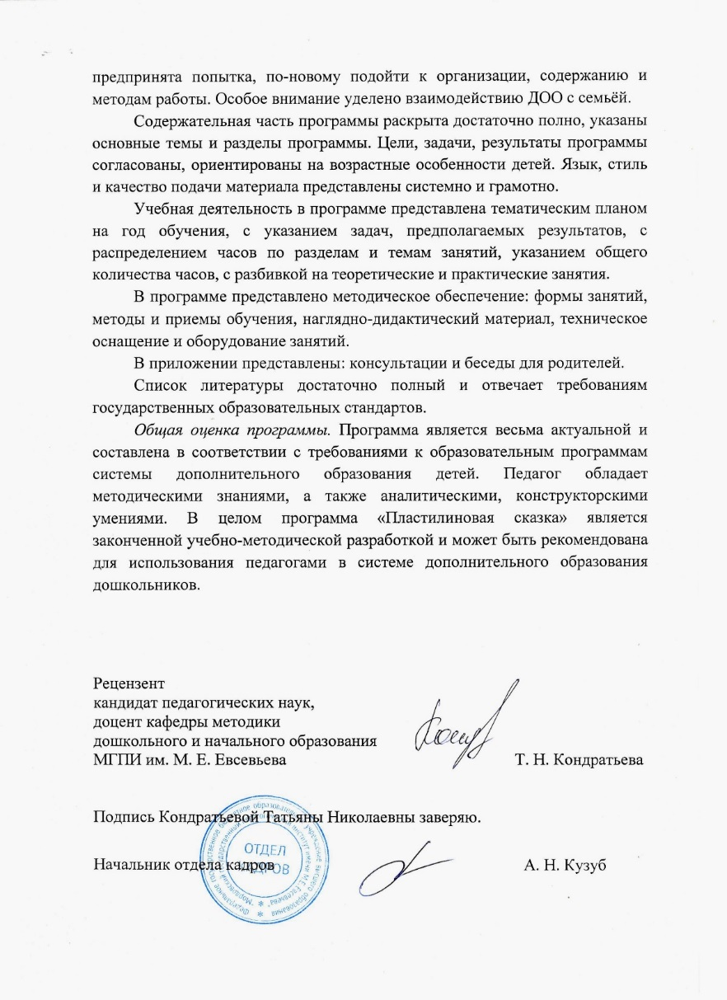 предпринята попытка, по-новому подойти к организации, содержанию и
методам работы. Особое внимание уделено взаимодействию ДОО с семьёй.
Содержательная часть программы раскрыта достаточно полно, указаны
основные темы и разделы программы. Цели, задачи, результаты программы
согласованы, ориентированы на возрастные особенности детей. Язык, стиль
и качество подачи материала представлены системно и грамотно.
Учебная деятельность в программе представлена тематическим планом
на год обучения, с указанием задач, предполагаемых результатов, с
распределением часов по разделам и темам занятий, указанием общего
количества часов, с разбивкой на теоретические и практические занятия.
В программе представлено методическое обеспечение: формы занятий,
методы и приемы обучения, наглядно-дидактический материал, техническое
оснащение и оборудование занятий.
В приложении представлены: консультации и беседы для родителей.
Список литературы достаточно полный и отвечает требованиям
государственных образовательных стандартов.
Общая оценка программы. Программа является весьма актуальной и
составлена в соответствии с требованиями к образовательным программам
системы дополнительного образования детей. Педагог обладает
методическими знаниями, а также аналитическими, конструкторскими
умениями. В целом программа «Пластилиновая сказка» является
законченной учебно-методической разработкой и может быть рекомендована
для использования педагогами в системе дополнительного образования
дошкольников.
Рецензент
кандидат педагогических наук,
доцент кафедры методики
дошкольного и начального образования
МГПИ им. М. Е. Евсевьева
Т. Н. Кондратьева
Подпись Кондратьевой Татьяны Николаевны заверяю.
ОТДЕЛ
КАДРОВ
Начальник отдела кадров
А. Н. Кузуб